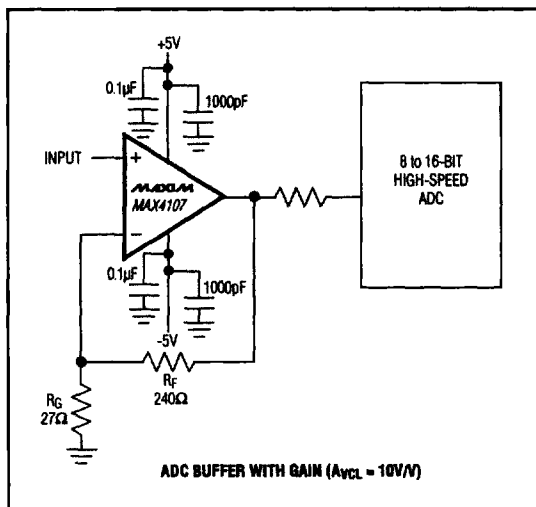 +5V
0.1µF
1000pF
INPUT
+
MAXIM
MAX4107
−
8 to 16-BIT
HIGH-SPEED
ADC
0.1µF
1000pF
-5V
RF
240Ω
RG
27Ω
ADC BUFFER WITH GAIN (AVCL = 10V/V)